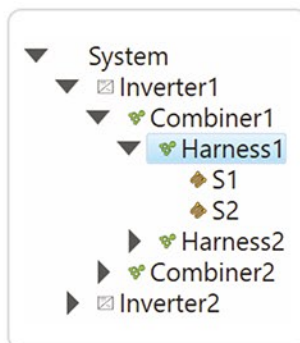 System
Inverter1
Combiner1
Harness1
S1
S2
Harness2
Combiner2
Inverter2